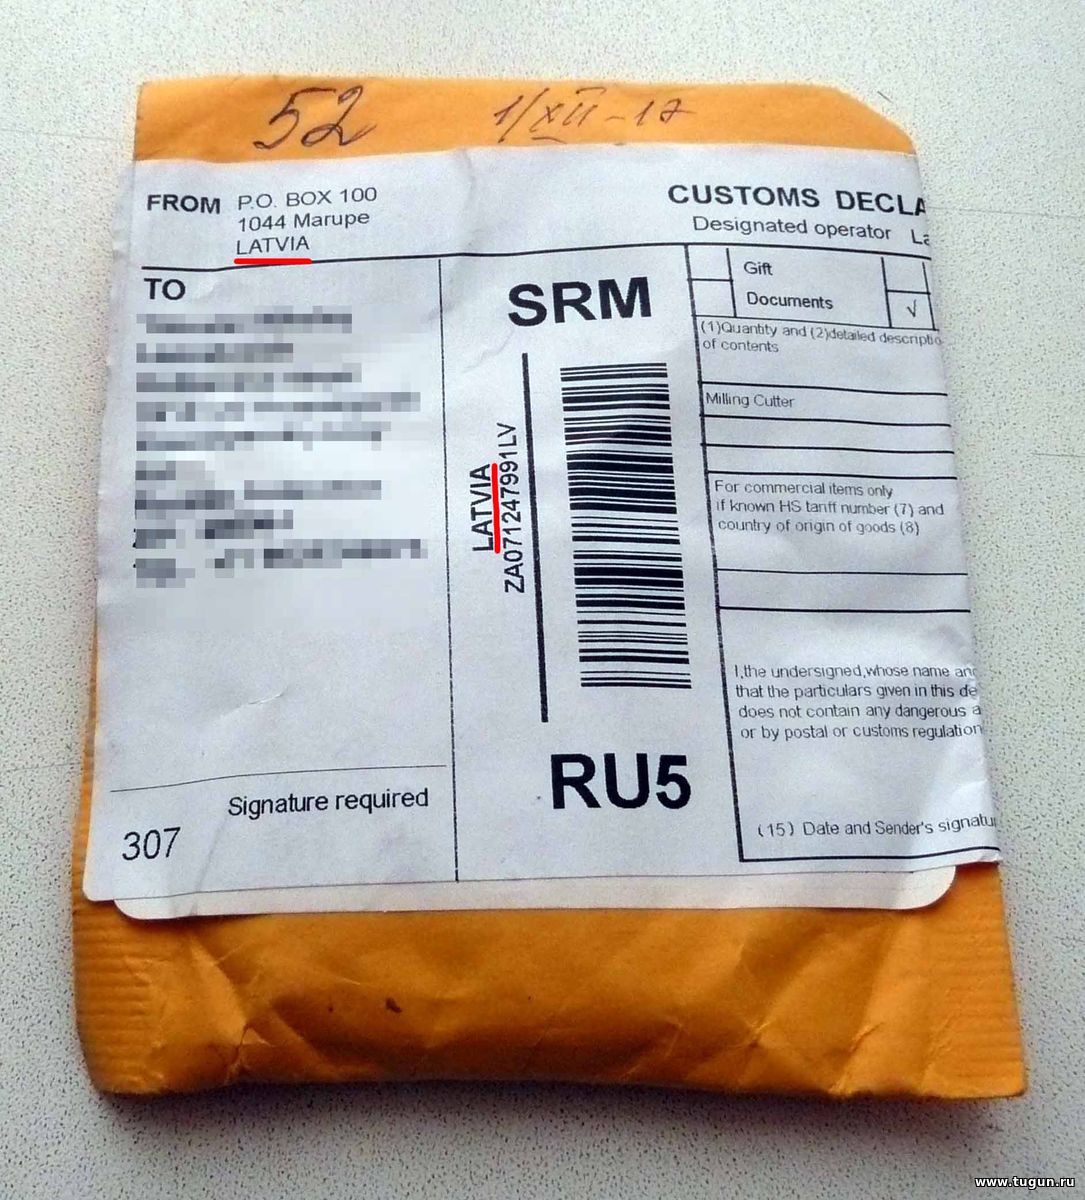 52 1/XII-17
FROM P.O. BOX 100
1044 Marupe
LATVIA
CUSTOMS DECLA
Designated operator La
TO
SRM
Gift
Documents √
(1)Quantity and (2)detailed descriptio
of contents
Milling Cutter
LATVIA
ZA071247991LV
For commercial items only
if known HS tariff number (7) and
country of origin of goods (8)
I,the undersigned,whose name and
that the particulars given in this de
does not contain any dangerous a
or by postal or customs regulation
RU5
Signature required
307
(15) Date and Sender's signatur
www.tugun.ru